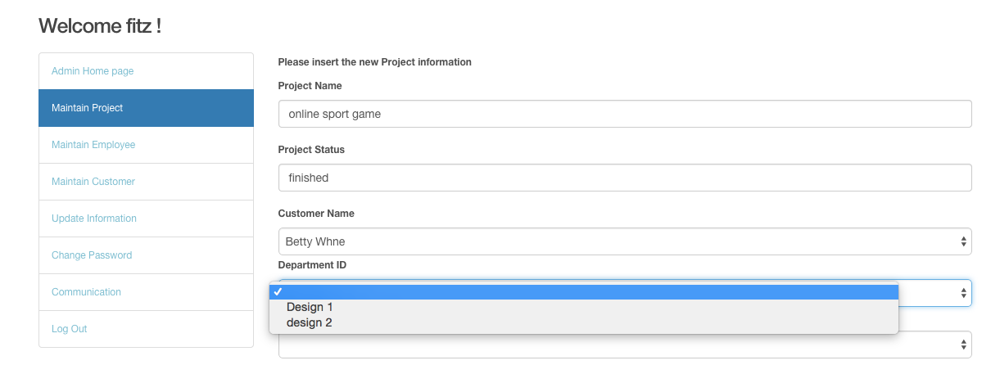 Welcome fitz !
Admin Home page
Maintain Project
Maintain Employee
Maintain Customer
Update Information
Change Password
Communication
Log Out
Please insert the new Project information
Project Name
online sport game
Project Status
finished
Customer Name
Betty Whne
Department ID
Design 1
design 2